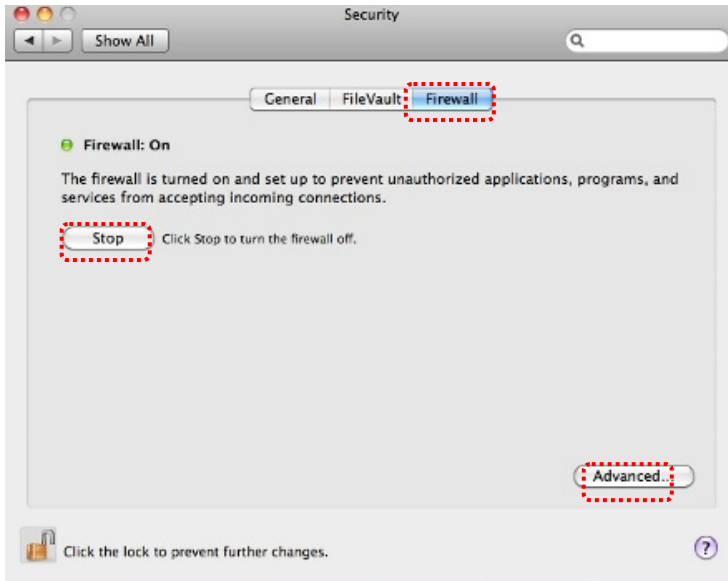 Security
Show All
General FileVault Firewall
Firewall: On
The firewall is turned on and set up to prevent unauthorized applications, programs, and
services from accepting incoming connections.
Stop Click Stop to turn the firewall off.
Advanced...
Click the lock to prevent further changes.
?